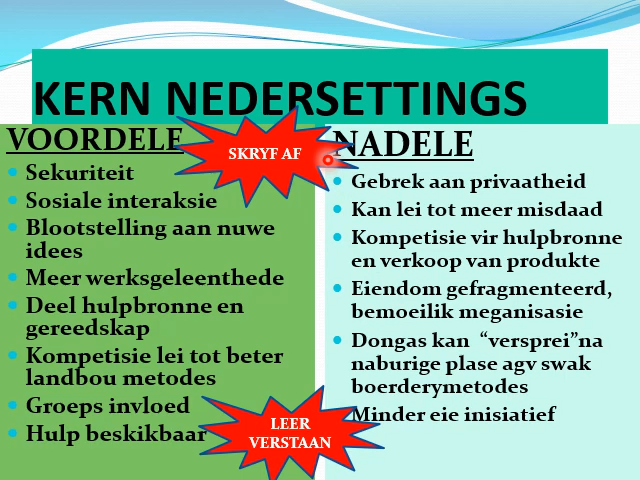 KERN NEDERSETTINGS
VOORDELE
Sekuriteit
Sosiale interaksie
Blootstelling aan nuwe
idees
Meer werksgeleenthede
Deel hulpbronne en
gereedskap
Kompetisie lei tot beter
landbou metodes
Groeps invloed
Hulp beskikbaar
SKRYF AF
NADELE
Gebrek aan privaatheid
Kan lei tot meer misdaad
Kompetisie vir hulpbronne
en verkoop van produkte
Eiendom gefragmenteerd,
bemoeilik meganisasie
Dongas kan “versprei”na
naburige plase agv swak
boerderymetodes
Minder eie inisiatief
LEER
VERSTAAN